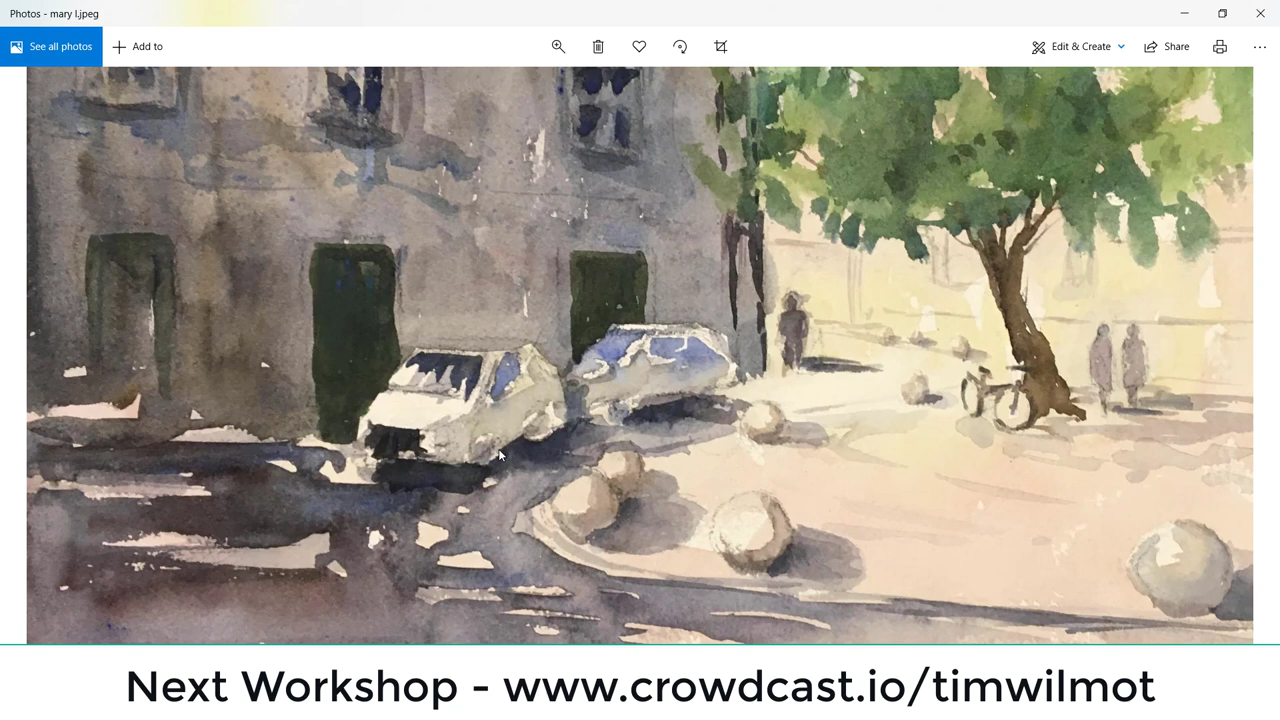 Photos - mary l.jpeg
See all photos
Add to
Edit & Create
Share
Next Workshop - www.crowdcast.io/timwilmot